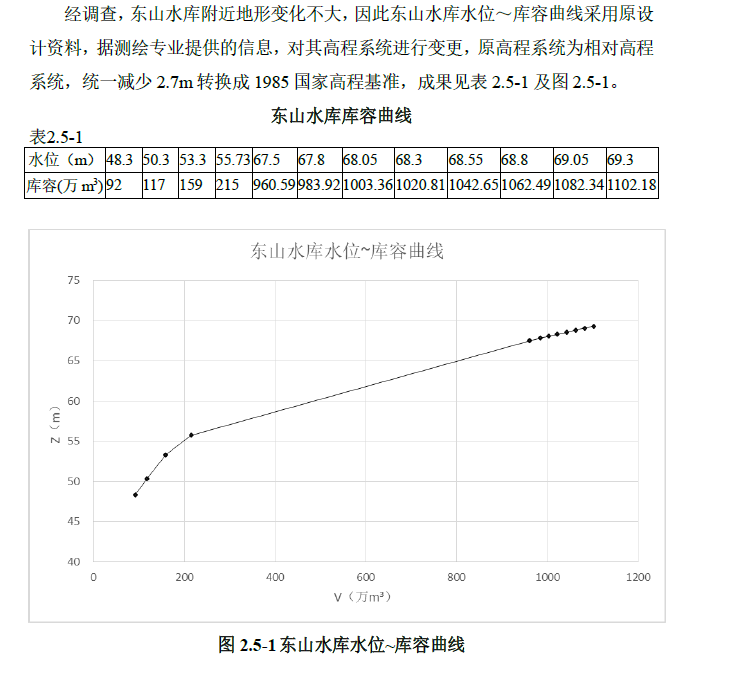 经调查，东山水库附近地形变化不大，因此东山水库水位～库容曲线采用原设
计资料，据测绘专业提供的信息，对其高程系统进行变更，原高程系统为相对高程
系统，统一减少 2.7m 转换成 1985 国家高程基准，成果见表 2.5-1 及图 2.5-1。
东山水库库容曲线
表2.5-1
水位（m） 48.3 50.3 53.3 55.73 67.5 67.8 68.05 68.3 68.55 68.8 69.05 69.3
库容(万 m³) 92 117 159 215 960.59 983.92 1003.36 1020.81 1042.65 1062.49 1082.34 1102.18
东山水库水位~库容曲线
75
70
65
60
55
50
45
40
Z（m）
0 200 400 600 800 1000 1200
V（万m³）
图 2.5-1 东山水库水位~库容曲线